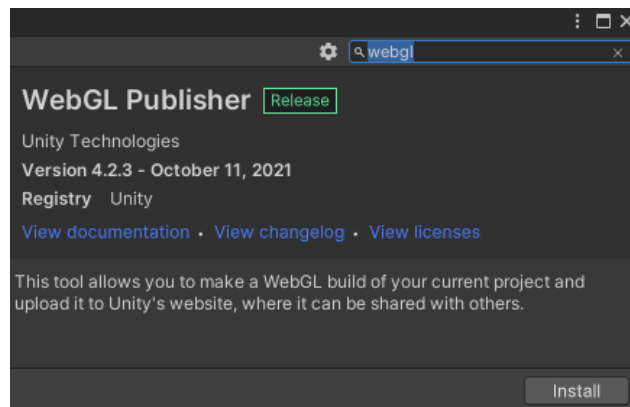 webgl
WebGL Publisher Release
Unity Technologies
Version 4.2.3 - October 11, 2021
Registry Unity
View documentation • View changelog • View licenses
This tool allows you to make a WebGL build of your current project and
upload it to Unity's website, where it can be shared with others.
Install